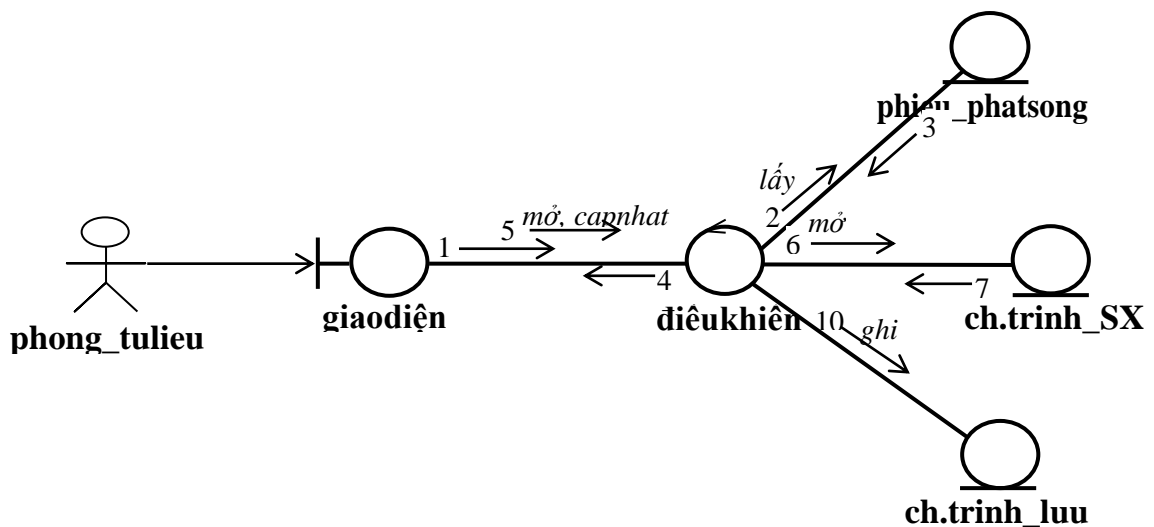 phieu_phatsong
3
lấy
2
5 mở, capnhat
1
6 mở
4
7
giaodiện
điêukhiên
10 ghi
ch.trinh_SX
phong_tulieu
ch.trinh_luu